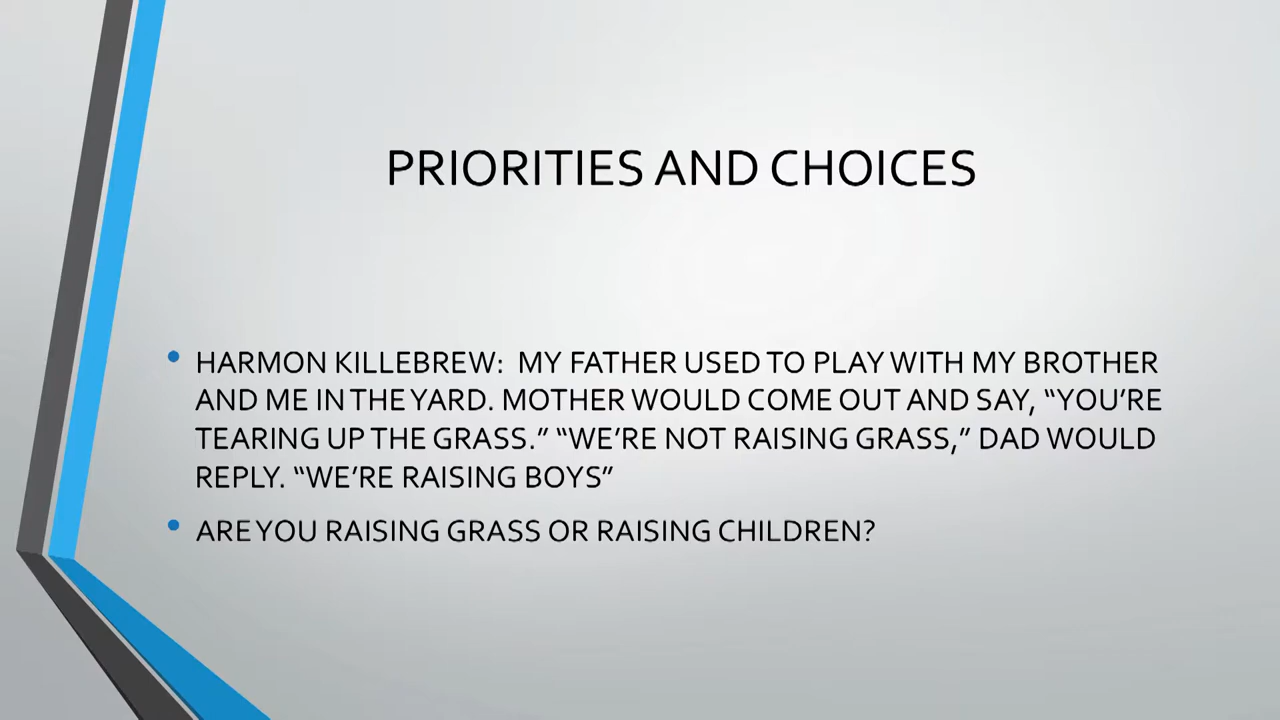 PRIORITIES AND CHOICES
• HARMON KILLEBREW:  MY FATHER USED TO PLAY WITH MY BROTHER
AND ME IN THE YARD. MOTHER WOULD COME OUT AND SAY, “YOU’RE
TEARING UP THE GRASS.” “WE’RE NOT RAISING GRASS,” DAD WOULD
REPLY. “WE’RE RAISING BOYS”
• ARE YOU RAISING GRASS OR RAISING CHILDREN?